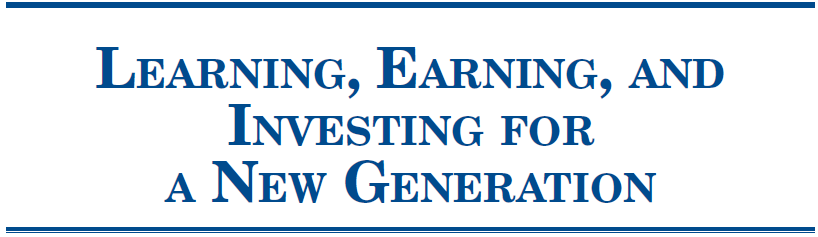 Learning, Earning, and
Investing for
a New Generation